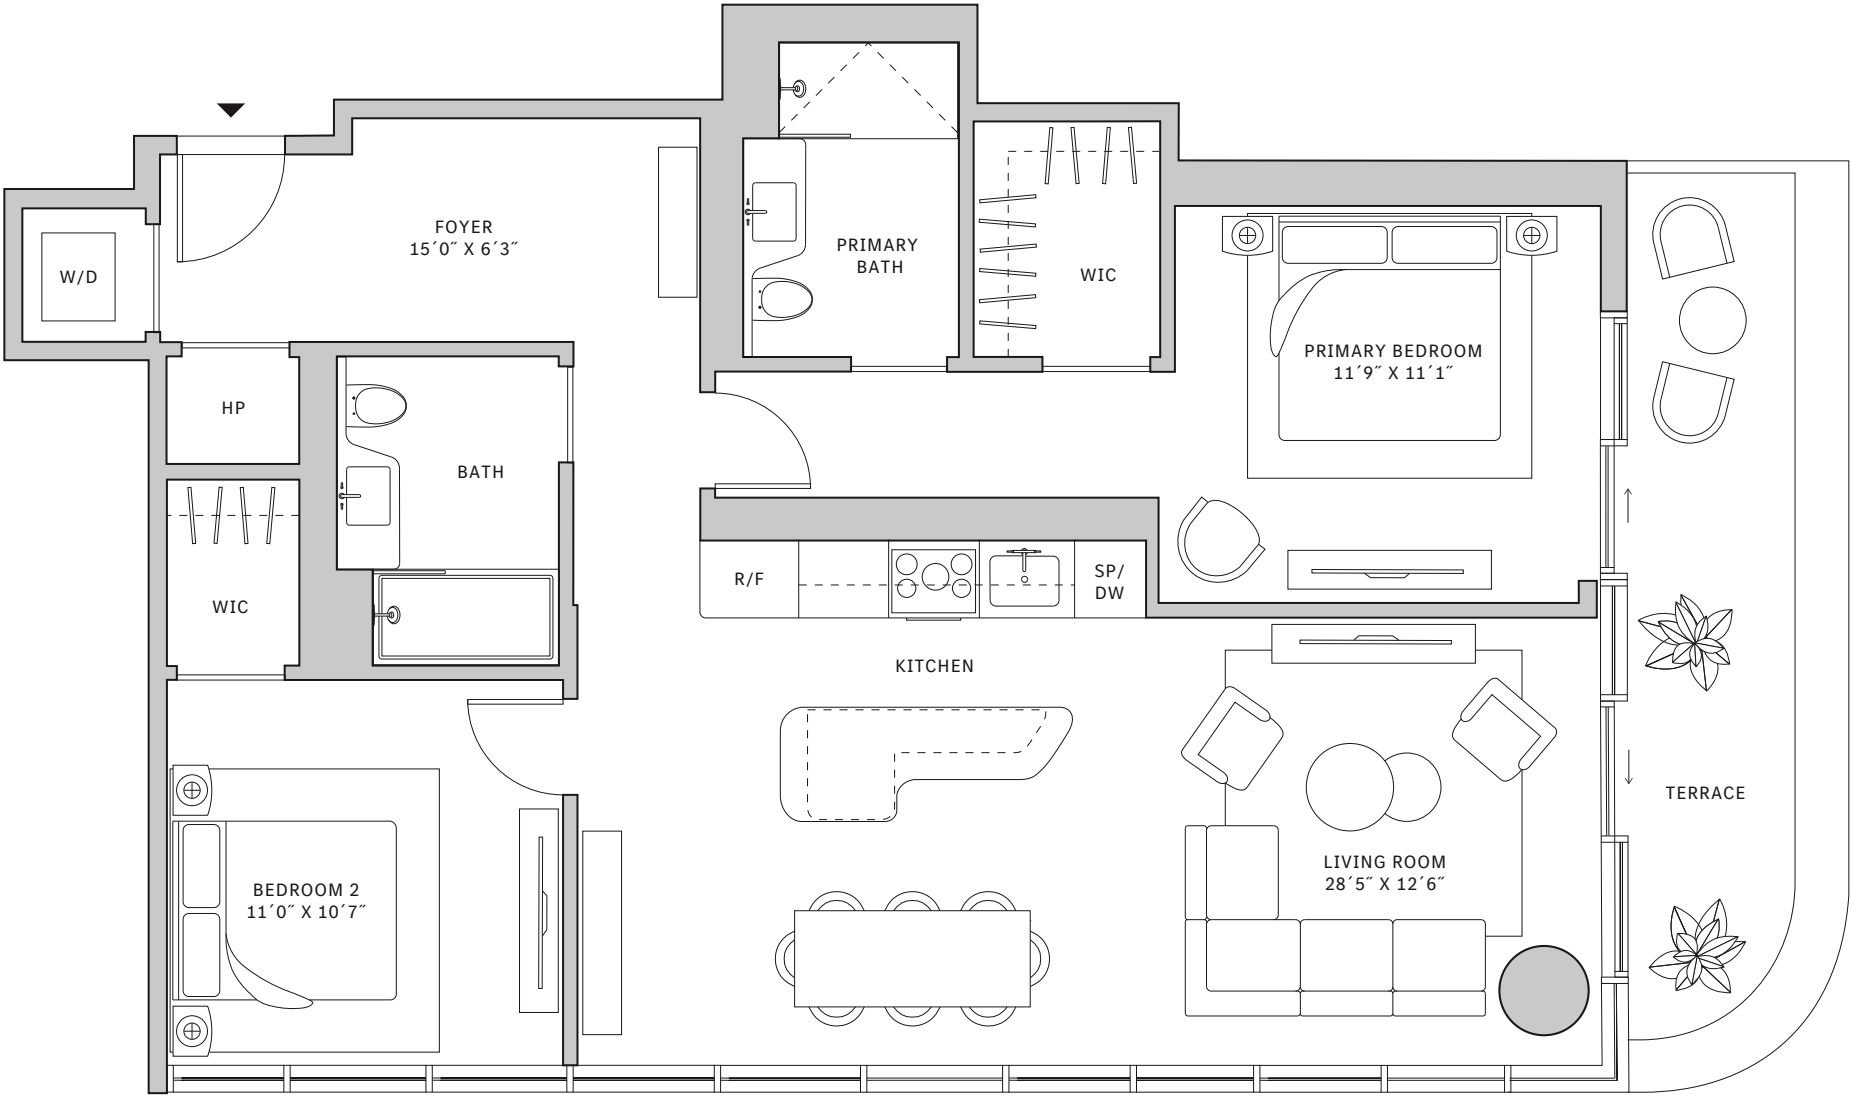 FOYER
15´0˝ X 6´3˝
W/D
PRIMARY
BATH
WIC
PRIMARY BEDROOM
11´9˝ X 11´1˝
HP
BATH
WIC
R/F
SP/
DW
KITCHEN
TERRACE
LIVING ROOM
28´5˝ X 12´6˝
BEDROOM 2
11´0˝ X 10´7˝